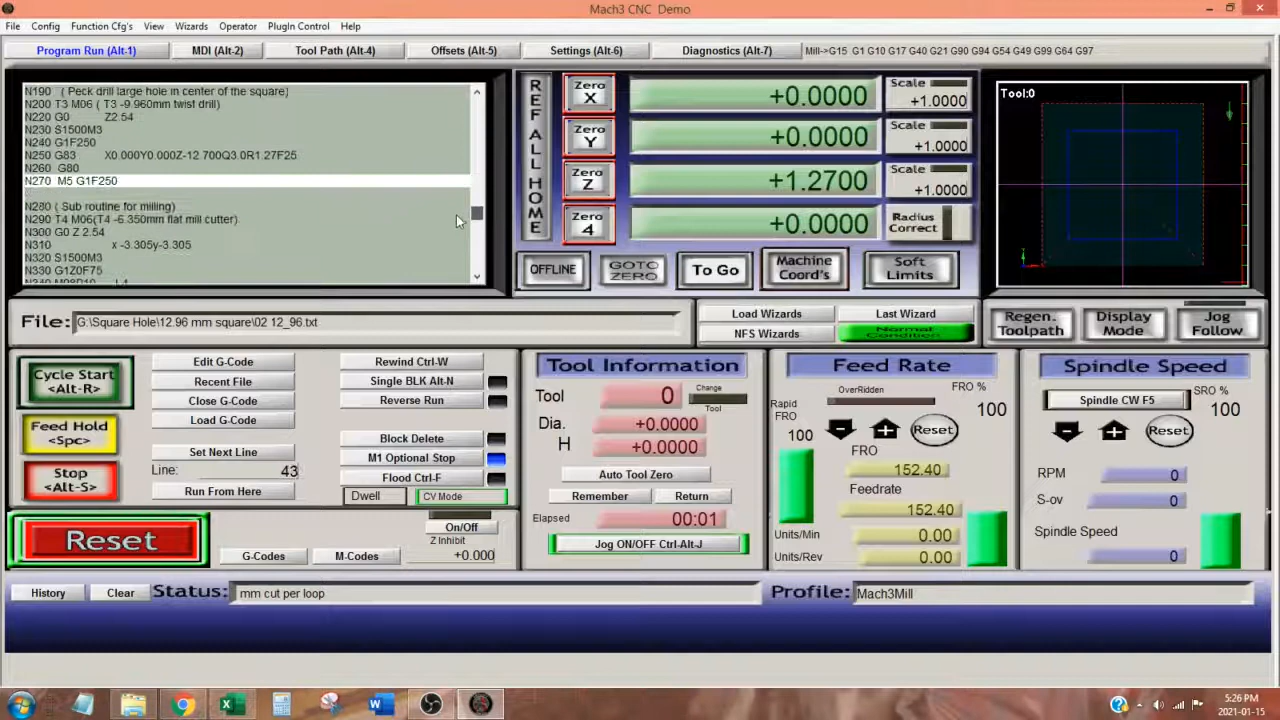 Mach3 CNC Demo
File Config Function Cfg's View Wizards Operator PlugIn Control Help
Program Run (Alt-1) MDI (Alt-2) Tool Path (Alt-4) Offsets (Alt-5) Settings (Alt-6) Diagnostics (Alt-7) Mill->G15 G1 G10 G17 G40 G21 G90 G94 G54 G49 G99 G64 G97
N190 ( Peck drill large hole in center of the square)
N200 T3 M06 ( T3 -9.960mm twist drill)
N220 G0 Z2.54
N230 S1500M3
N240 G1F250
N250 G83 X0.000Y0.000Z-12.700Q3.0R1.27F25
N260 G80
N270 M5 G1F250
N280 ( Sub routine for milling)
N290 T4 M06(T4 -6.350mm flat mill cutter)
N300 G0 Z 2.54
N310 x -3.305y-3.305
N320 S1500M3
N330 G1Z0F75
REF ALL HOME
Zero X +0.0000 Scale +1.0000
Zero Y +0.0000 Scale +1.0000
Zero Z +1.2700 Scale +1.0000
Zero 4 +0.0000 Radius Correct
OFFLINE GOTO ZERO To Go Machine Coord's Soft Limits
Tool:0
File: G:\Square Hole\12.96 mm square\02 12_96.txt
Load Wizards Last Wizard
NFS Wizards Normal Condition
Regen. Toolpath Display Mode Jog Follow
Cycle Start <Alt-R>
Feed Hold <Spc>
Stop <Alt-S>
Edit G-Code Rewind Ctrl-W
Recent File Single BLK Alt-N
Close G-Code Reverse Run
Load G-Code
Block Delete
Set Next Line M1 Optional Stop
Line: 43 Flood Ctrl-F
Run From Here Dwell CV Mode
Reset
On/Off
Z Inhibit
+0.000
G-Codes M-Codes
Tool Information
Tool 0 Change Tool
Dia. +0.0000
H +0.0000
Auto Tool Zero
Remember Return
Elapsed 00:01
Jog ON/OFF Ctrl-Alt-J
Feed Rate
OverRidden FRO % 100
Rapid FRO 100
Reset
FRO 152.40
Feedrate 152.40
Units/Min 0.00
Units/Rev 0.00
Spindle Speed
Spindle CW F5 SRO % 100
Reset
RPM 0
S-ov 0
Spindle Speed 0
History Clear Status: mm cut per loop Profile: Mach3Mill
5:26 PM
2021-01-15